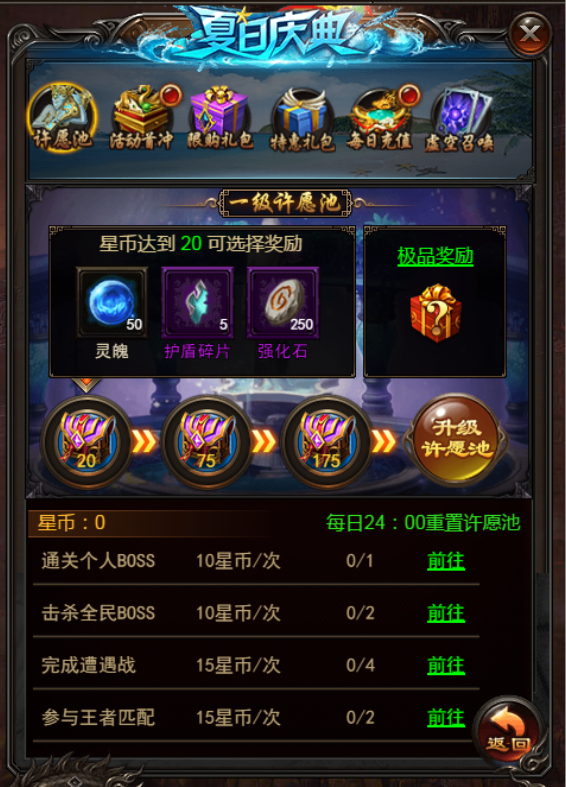 夏日庆典
许愿池 活动首冲 限购礼包 特惠礼包 每日充值 虚空召唤
一级许愿池
星币达到 20 可选择奖励
极品奖励
50 5 250
灵魄 护盾碎片 强化石
?
20 75 175
升级
许愿池
星币:0 每日24:00重置许愿池
通关个人BOSS 10星币/次 0/1 前往
击杀全民BOSS 10星币/次 0/2 前往
完成遭遇战 15星币/次 0/4 前往
参与王者匹配 15星币/次 0/2 前往
返回